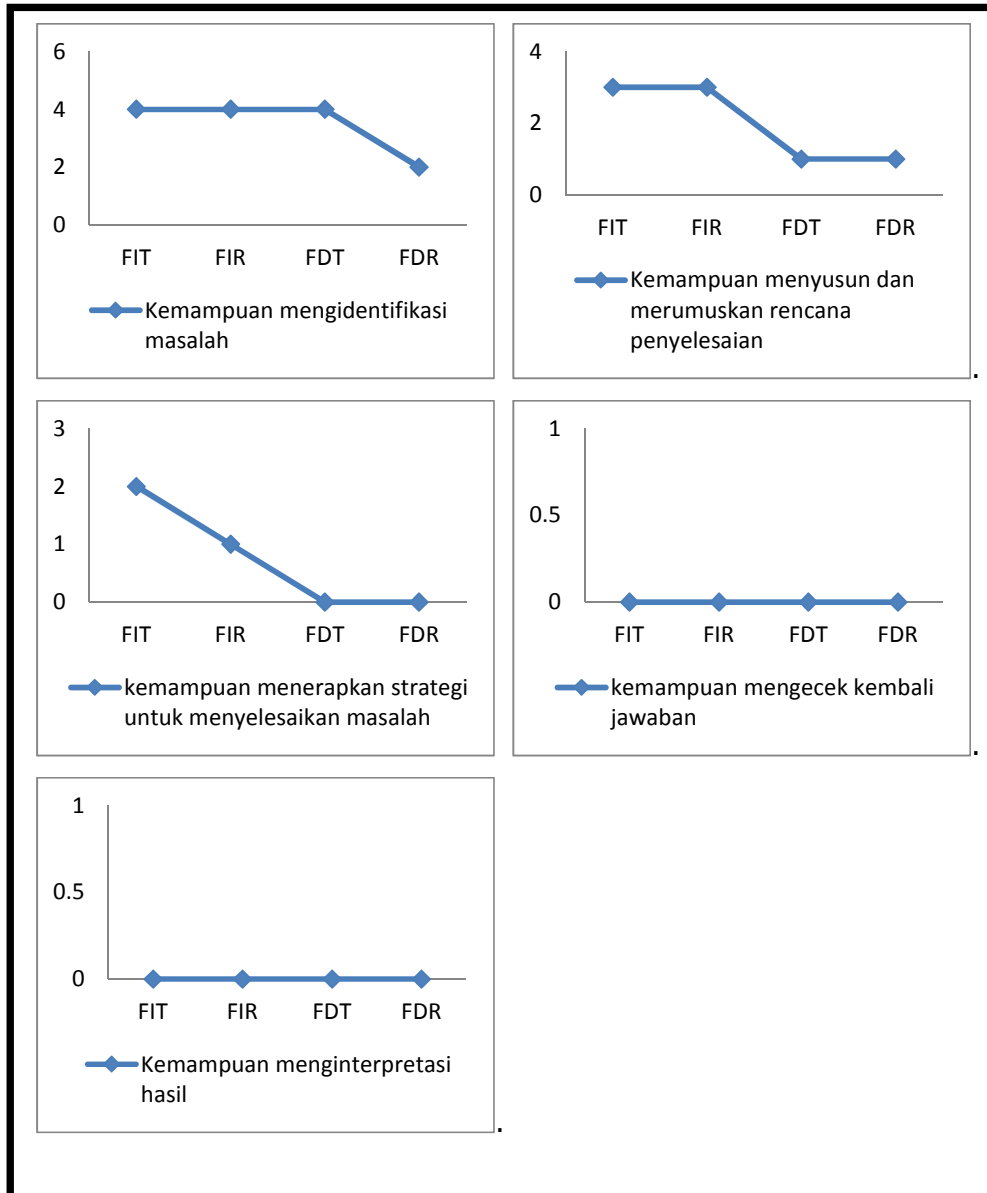 6
4
2
0
FIT FIR FDT FDR
Kemampuan mengidentifikasi
masalah
4
2
0
FIT FIR FDT FDR
Kemampuan menyusun dan
merumuskan rencana
penyelesaian
.
3
2
1
0
FIT FIR FDT FDR
kemampuan menerapkan strategi
untuk menyelesaikan masalah
1
0.5
0
FIT FIR FDT FDR
kemampuan mengecek kembali
jawaban
.
1
0.5
0
FIT FIR FDT FDR
Kemampuan menginterpretasi
hasil
.